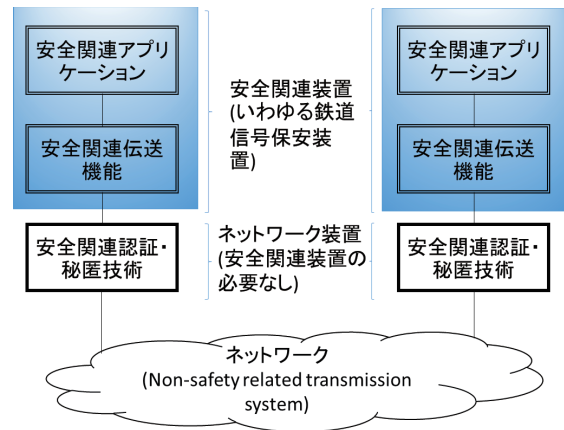 安全関連アプリ
ケーション
安全関連伝送
機能
安全関連認証・
秘匿技術
安全関連装置
(いわゆる鉄道
信号保安装
置)
ネットワーク装置
(安全関連装置の
必要なし)
安全関連アプリ
ケーション
安全関連伝送
機能
安全関連認証・
秘匿技術
ネットワーク
(Non-safety related transmission
system)